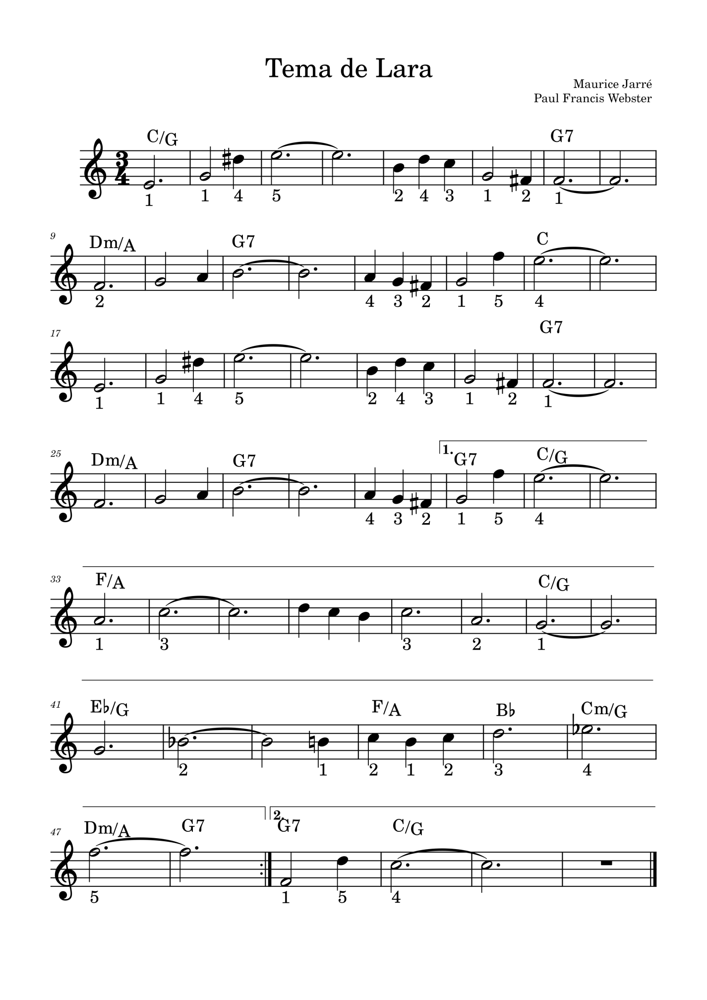 Tema de Lara
Maurice Jarré
Paul Francis Webster
C/G G7
3
4
1 1 4 5 2 4 3 1 2 1
9
Dm/A G7 C
2 4 3 2 1 5 4
17
G7
1 1 4 5 2 4 3 1 2 1
25
1.
Dm/A G7 G7 C/G
4 3 2 1 5 4
33
F/A C/G
1 3 3 2 1
41
E♭/G F/A B♭ Cm/G
2 1 2 1 2 3 4
47
2.
Dm/A G7 G7 C/G
5 1 5 4